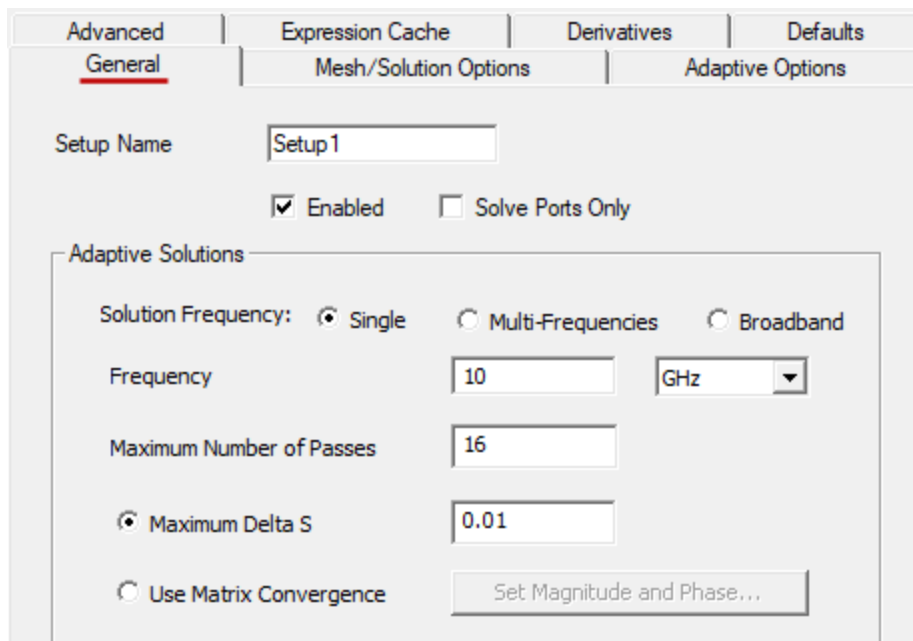 Advanced Expression Cache Derivatives Defaults
General Mesh/Solution Options Adaptive Options
Setup Name Setup1
Enabled Solve Ports Only
Adaptive Solutions
Solution Frequency: Single Multi-Frequencies Broadband
Frequency 10 GHz
Maximum Number of Passes 16
Maximum Delta S 0.01
Use Matrix Convergence Set Magnitude and Phase...